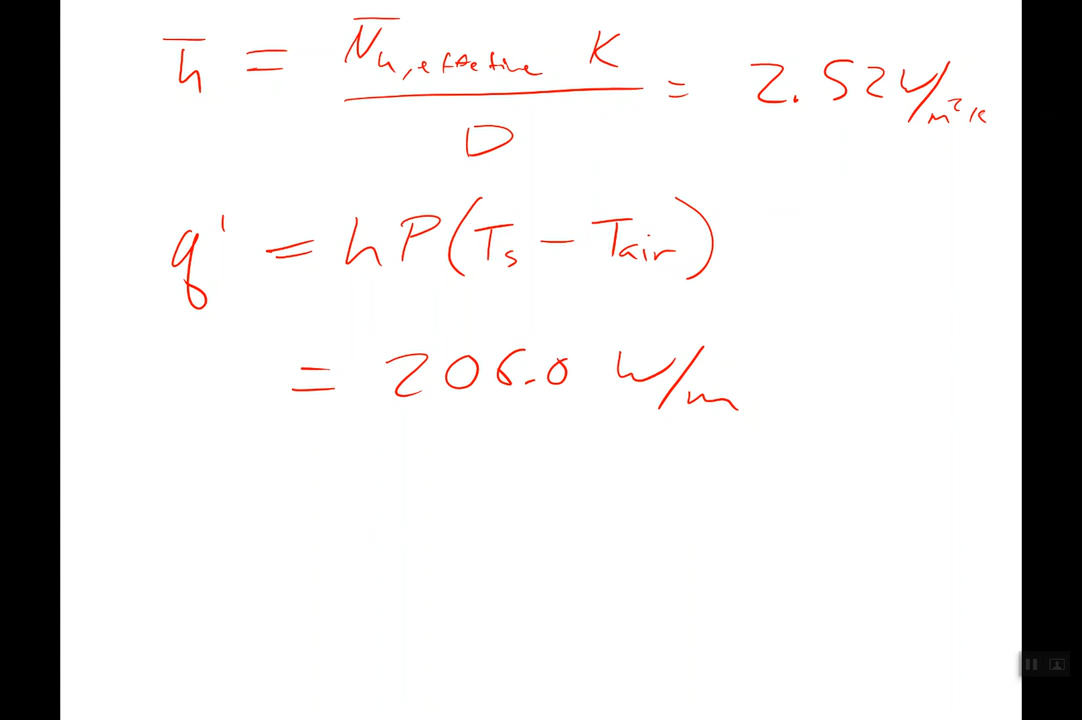 h̄ = N̄u,effective K / D = 2.52 W/m²K
q' = hP(Ts − Tair)
= 206.0 W/m